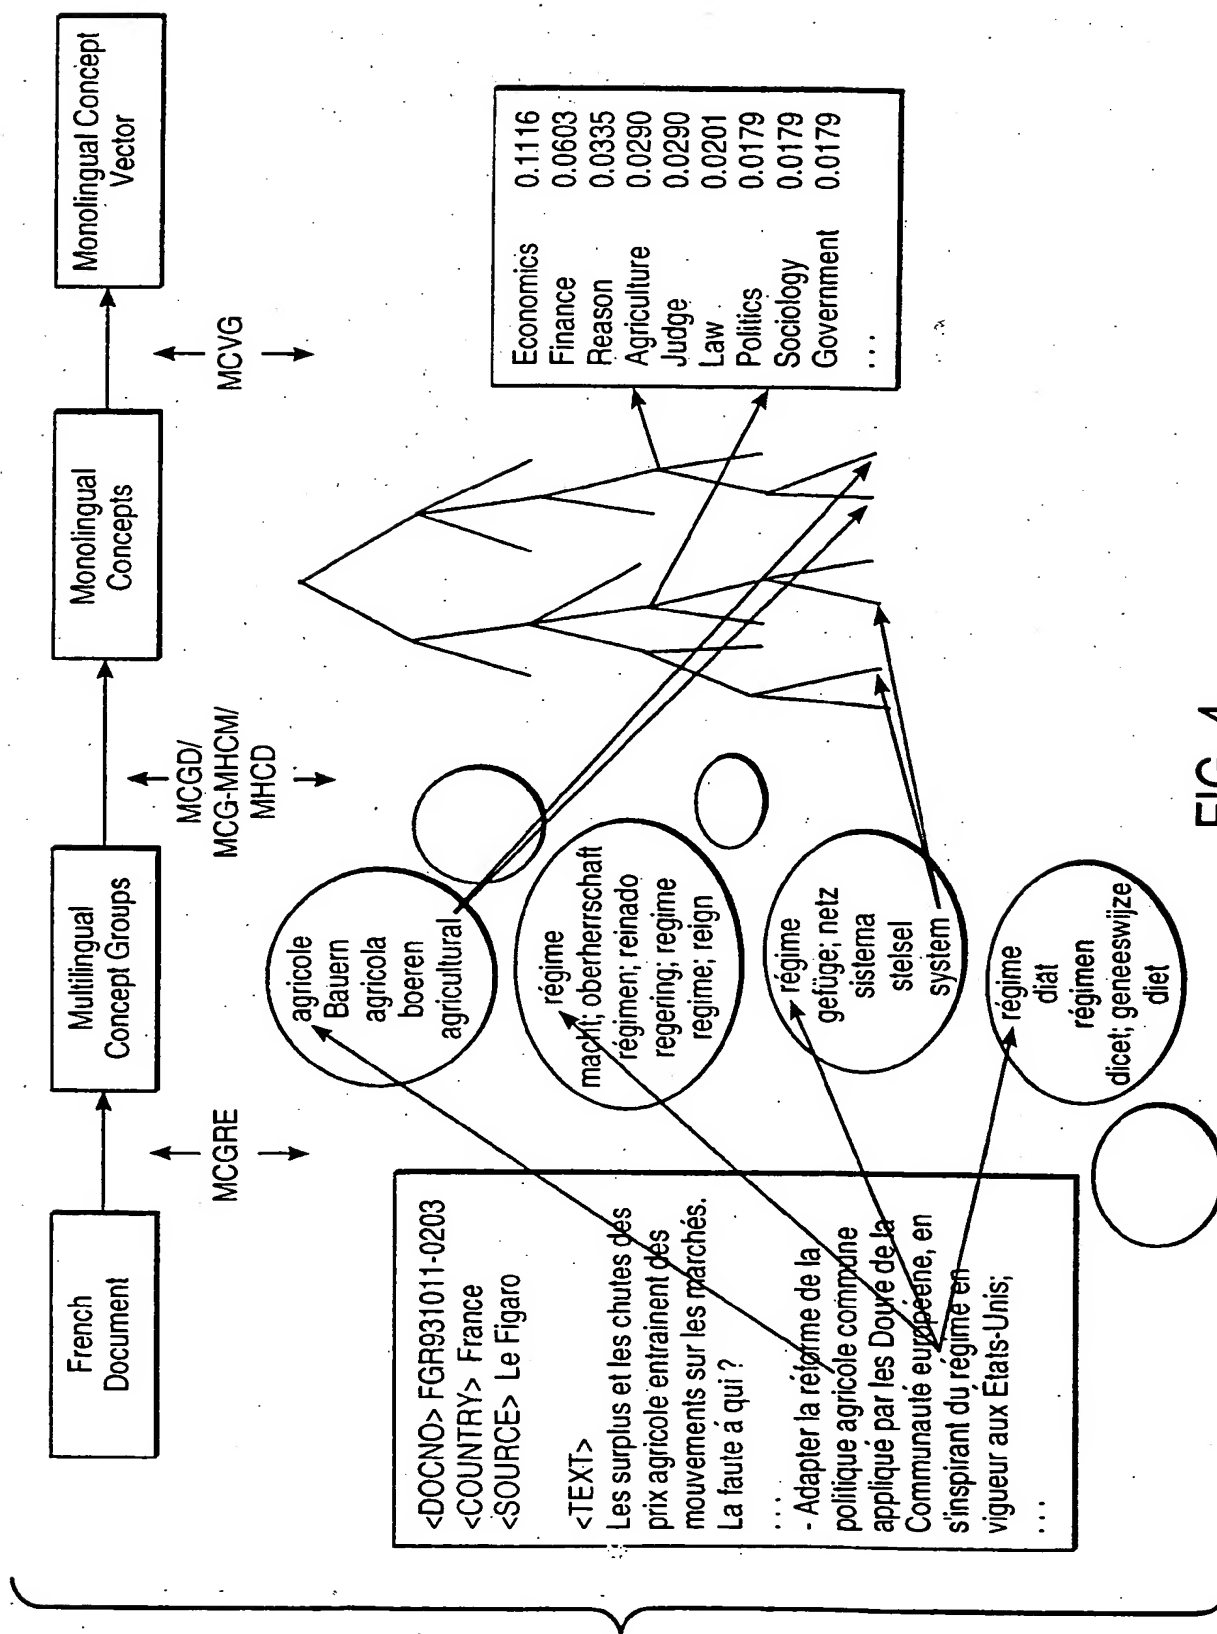 French
Document
Multilingual
Concept Groups
Monolingual
Concepts
Monolingual Concept
Vector
MCGRE
MCGD/
MCG-MHCM/
MHCD
MCVG
<DOCNO> FGR931011-0203
<COUNTRY> France
<SOURCE> Le Figaro
<TEXT>
Les surplus et les chutes des
prix agricole entrainent des
mouvements sur les marchés.
La faute á qui ?
...
- Adapter la réforme de la
politique agricole commune
appliqué par les Doure de la
Communauté européene, en
s'inspirant du régime en
vigueur aux Etats-Unis;
...
agricole
Bauern
agricola
boeren
agricultural
régime
macht; oberherrschaft
régimen; reinado
regering; regime
regime; reign
régime
gefüge; netz
sistema
stelsel
system
régime
diät
régimen
dicet; geneeswijze
diet
Economics 0.1116
Finance 0.0603
Reason 0.0335
Agriculture 0.0290
Judge 0.0290
Law 0.0201
Politics 0.0179
Sociology 0.0179
Government 0.0179
...
FIG. 4